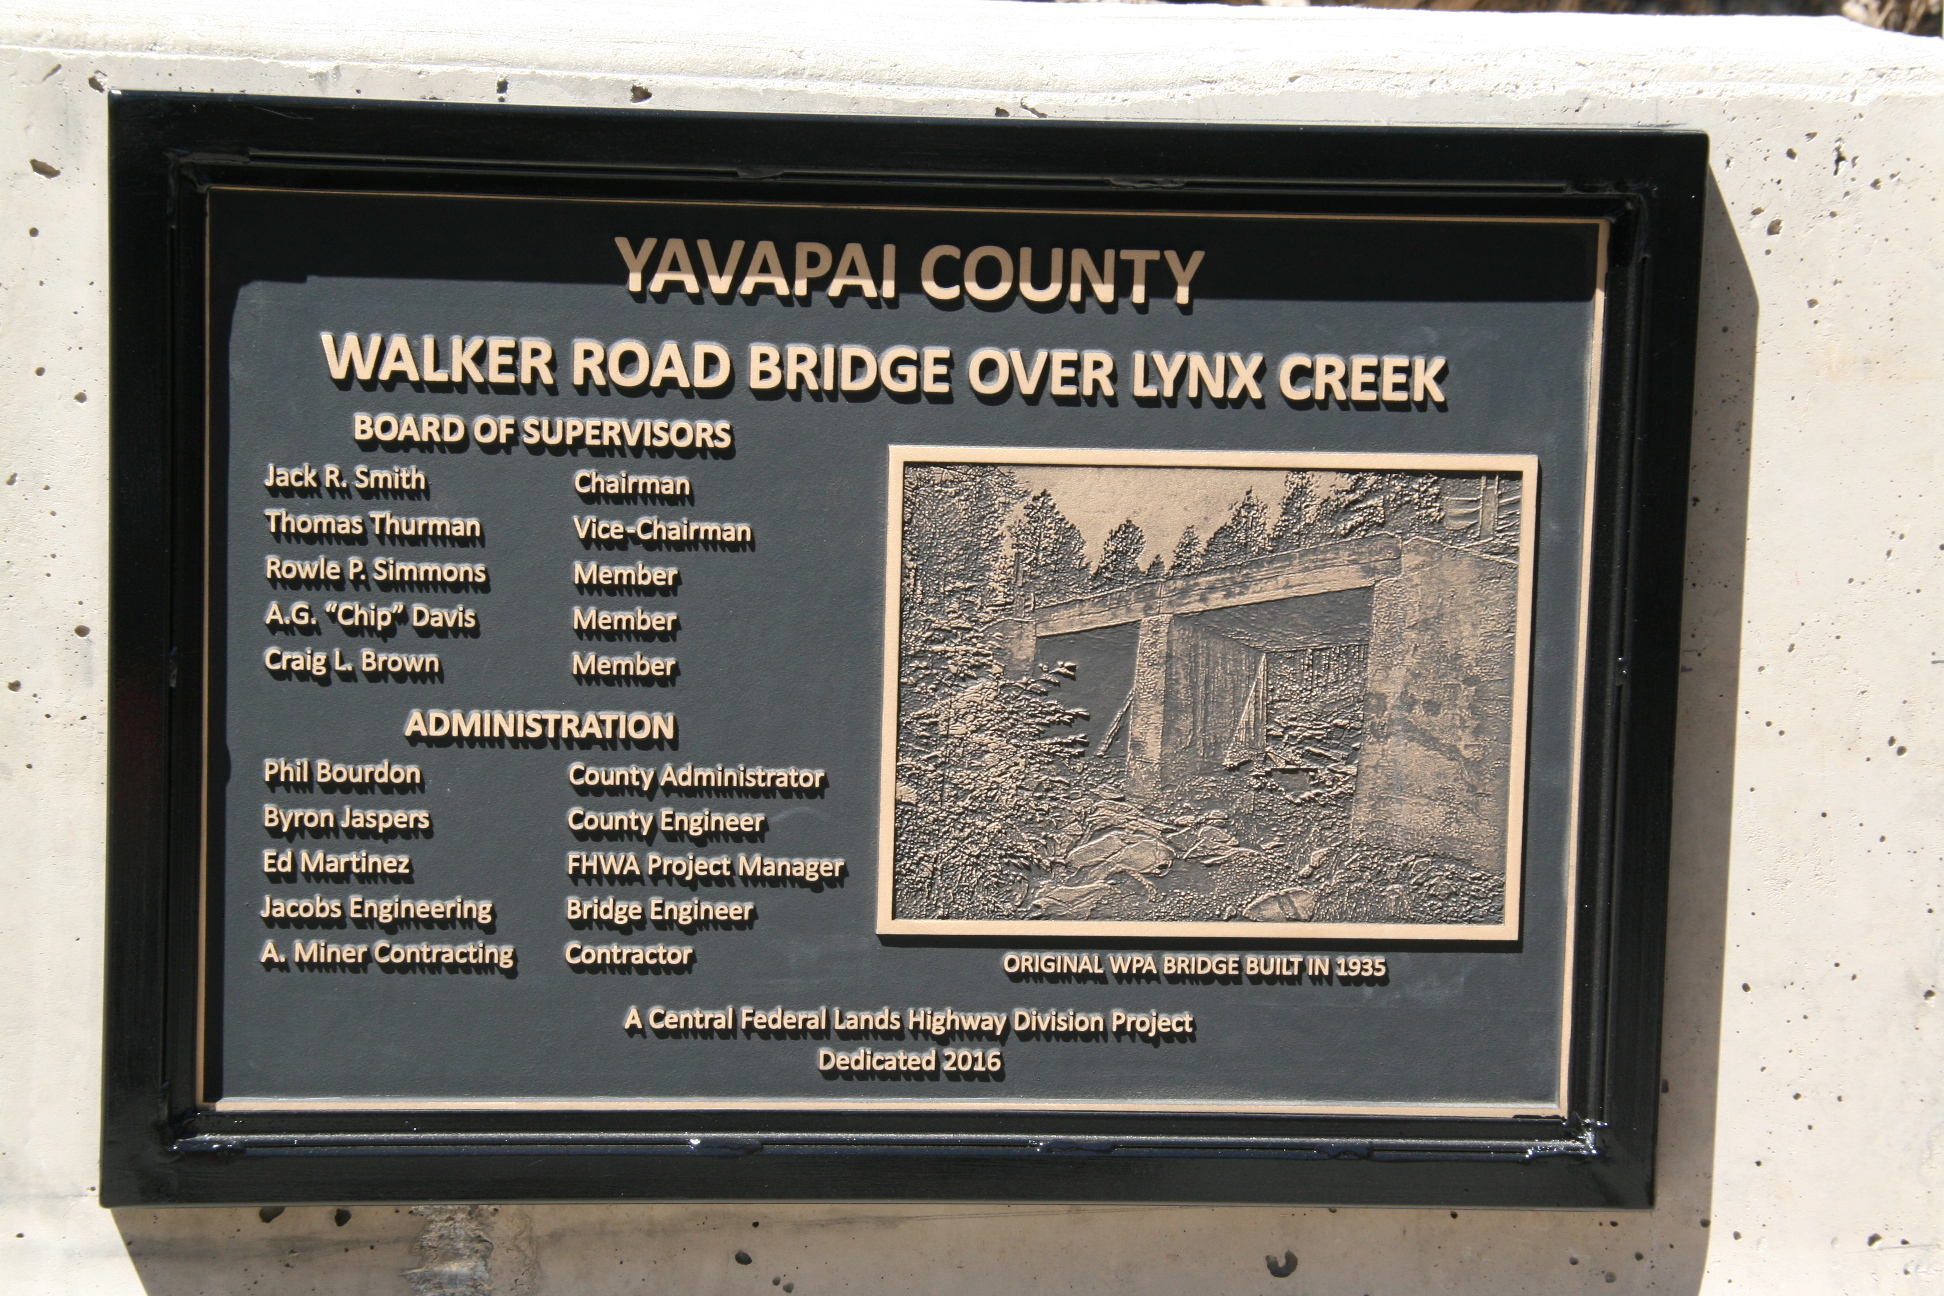 YAVAPAI COUNTY
WALKER ROAD BRIDGE OVER LYNX CREEK
BOARD OF SUPERVISORS
Jack R. Smith Chairman
Thomas Thurman Vice-Chairman
Rowle P. Simmons Member
A.G. “Chip” Davis Member
Craig L. Brown Member
ADMINISTRATION
Phil Bourdon County Administrator
Byron Jaspers County Engineer
Ed Martinez FHWA Project Manager
Jacobs Engineering Bridge Engineer
A. Miner Contracting Contractor
ORIGINAL WPA BRIDGE BUILT IN 1935
A Central Federal Lands Highway Division Project
Dedicated 2016